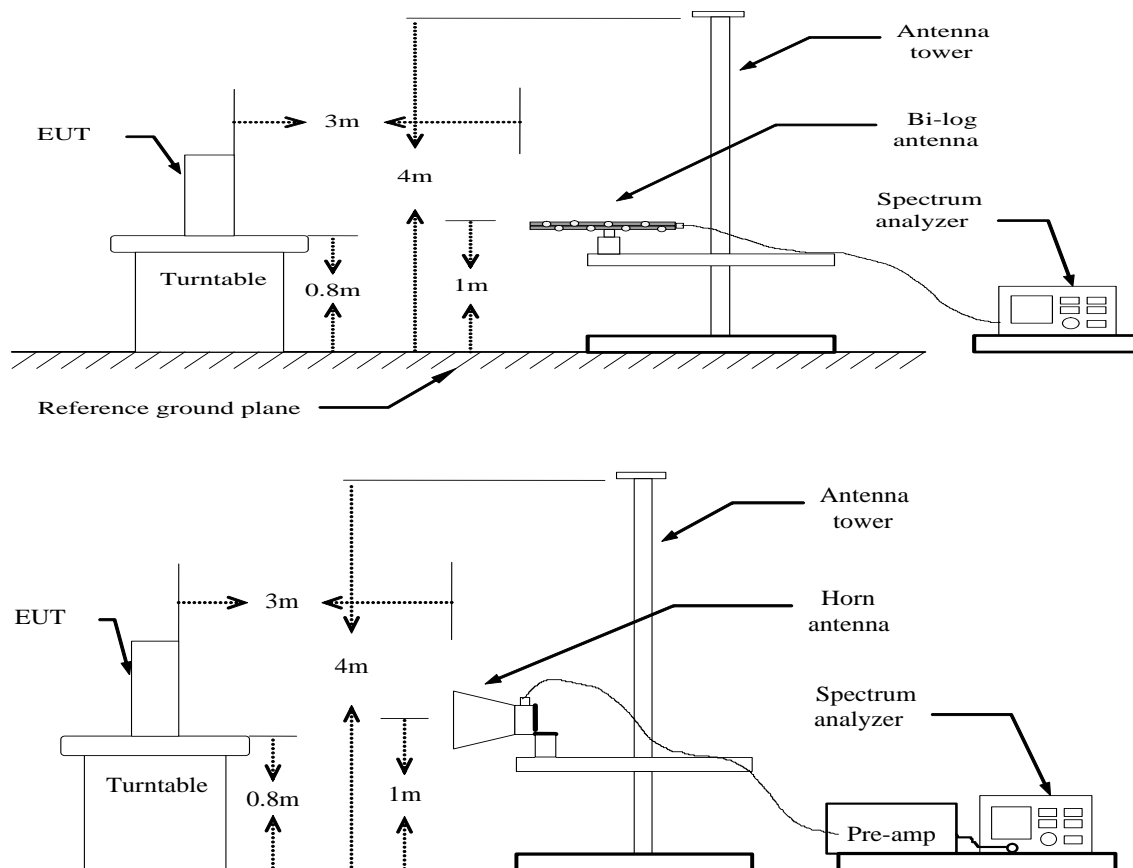 Antenna
tower
3m
EUT
Bi-log
antenna
4m
Spectrum
analyzer
Turntable
0.8m
1m
Reference ground plane
Antenna
tower
3m
Horn
antenna
EUT
4m
Spectrum
analyzer
Turntable
0.8m
1m
Pre-amp